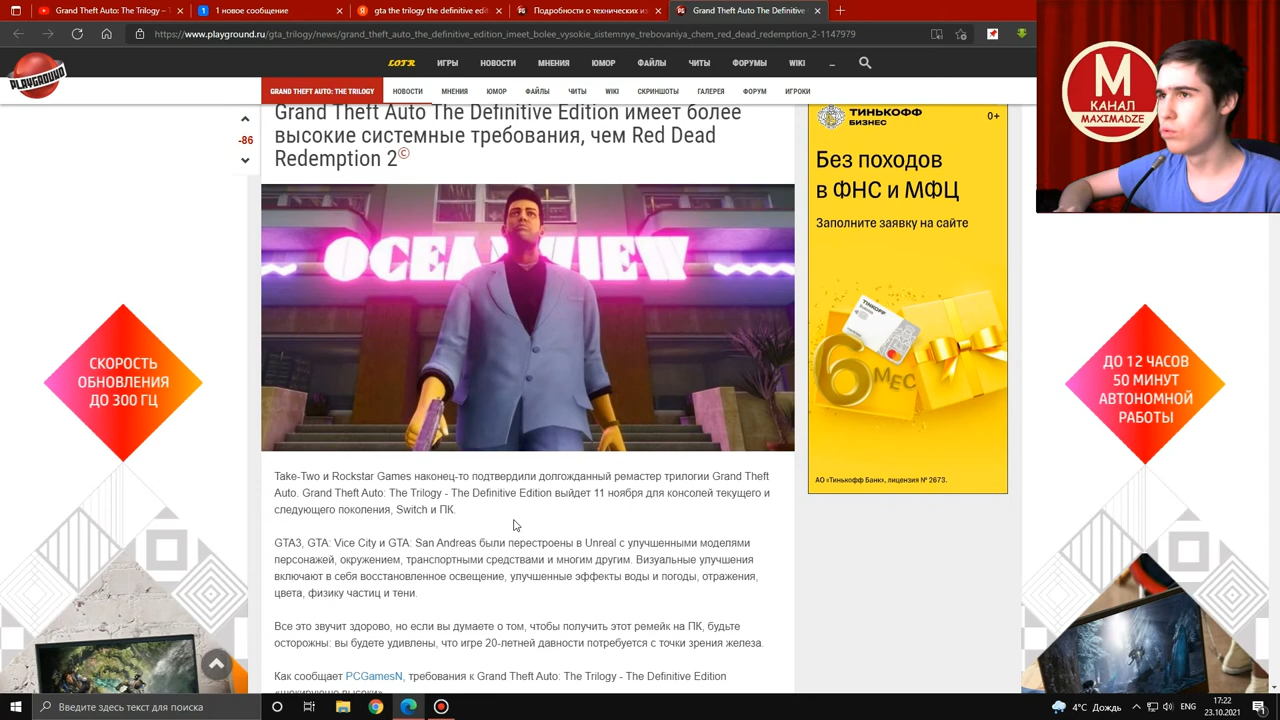 Grand Theft Auto: The Trilogy - T
1 новое сообщение
gta trilogy the definitive edi
Подробности о технических из
Grand Theft Auto The Definitive E
https://www.playground.ru/gta_trilogy/news/grand_theft_auto_the_definitive_edition_imeet_bolee_vysokie_sistemnye_trebovaniya_chem_red_dead_redemption_2-1147979
PLAYGROUND
LOTR ИГРЫ НОВОСТИ МНЕНИЯ ЮМОР ФАЙЛЫ ЧИТЫ ФОРУМЫ WIKI ...
GRAND THEFT AUTO: THE TRILOGY НОВОСТИ МНЕНИЯ ЮМОР ФАЙЛЫ ЧИТЫ WIKI СКРИНШОТЫ ГАЛЕРЕЯ ФОРУМ ИГРОКИ
М
КАНАЛ
MAXIMADZE
-86
Grand Theft Auto The Definitive Edition имеет более
высокие системные требования, чем Red Dead
Redemption 2©
OCEAN VIEW
ТИНЬКОФФ
БИЗНЕС
0+
Без походов
в ФНС и МФЦ
Заполните заявку на сайте
ТИНКОФФ
6 МЕС
АО «Тинькофф Банк», лицензия № 2673.
СКОРОСТЬ
ОБНОВЛЕНИЯ
ДО 300 ГЦ
ДО 12 ЧАСОВ
50 МИНУТ
АВТОНОМНОЙ
РАБОТЫ
Take-Two и Rockstar Games наконец-то подтвердили долгожданный ремастер трилогии Grand Theft
Auto. Grand Theft Auto: The Trilogy - The Definitive Edition выйдет 11 ноября для консолей текущего и
следующего поколения, Switch и ПК.
GTA3, GTA: Vice City и GTA: San Andreas были перестроены в Unreal с улучшенными моделями
персонажей, окружением, транспортными средствами и многим другим. Визуальные улучшения
включают в себя восстановленное освещение, улучшенные эффекты воды и погоды, отражения,
цвета, физику частиц и тени.
Все это звучит здорово, но если вы думаете о том, чтобы получить этот ремейк на ПК, будьте
осторожны: вы будете удивлены, что игре 20-летней давности потребуется с точки зрения железа.
Как сообщает PCGamesN, требования к Grand Theft Auto: The Trilogy - The Definitive Edition
«шокирующе высоки».
Введите здесь текст для поиска
4°C Дождь
ENG
17:22
23.10.2021
1